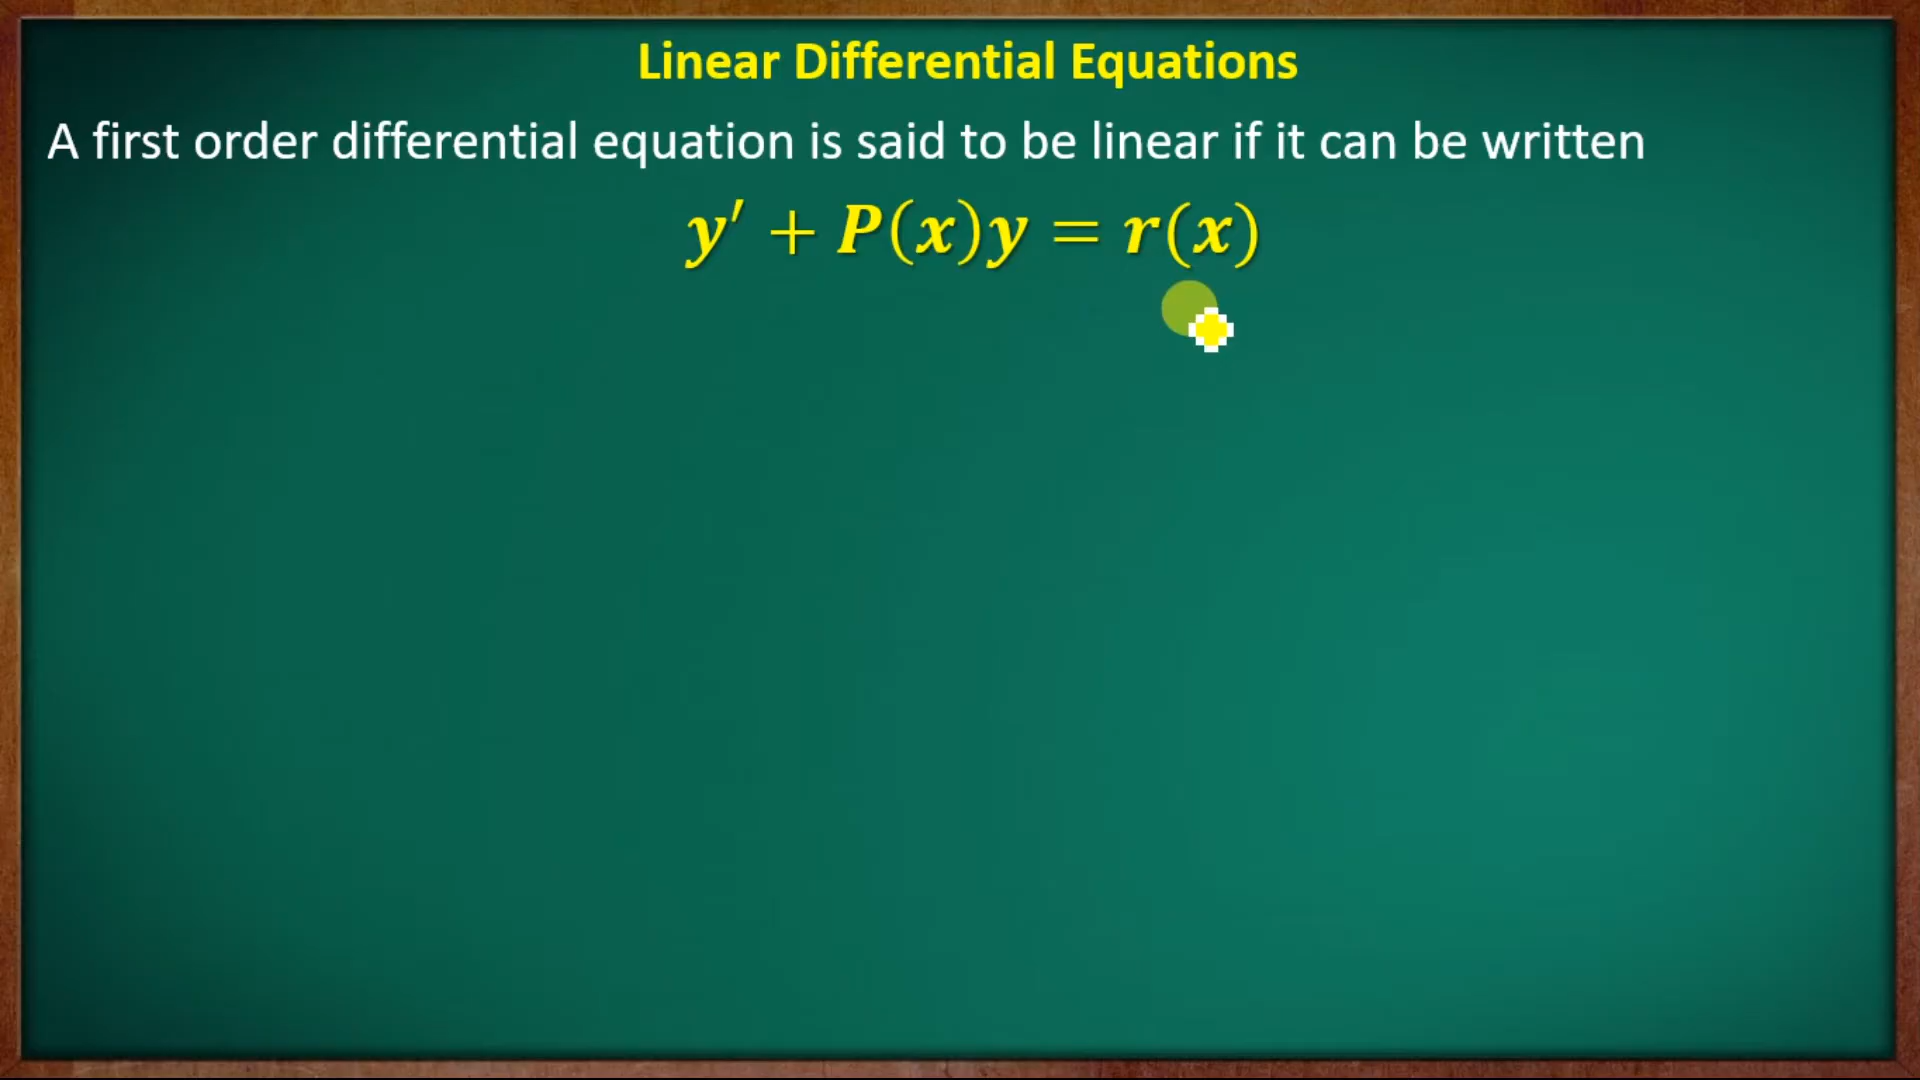 Linear Differential Equations
A first order differential equation is said to be linear if it can be written
y′ + P(x)y = r(x)